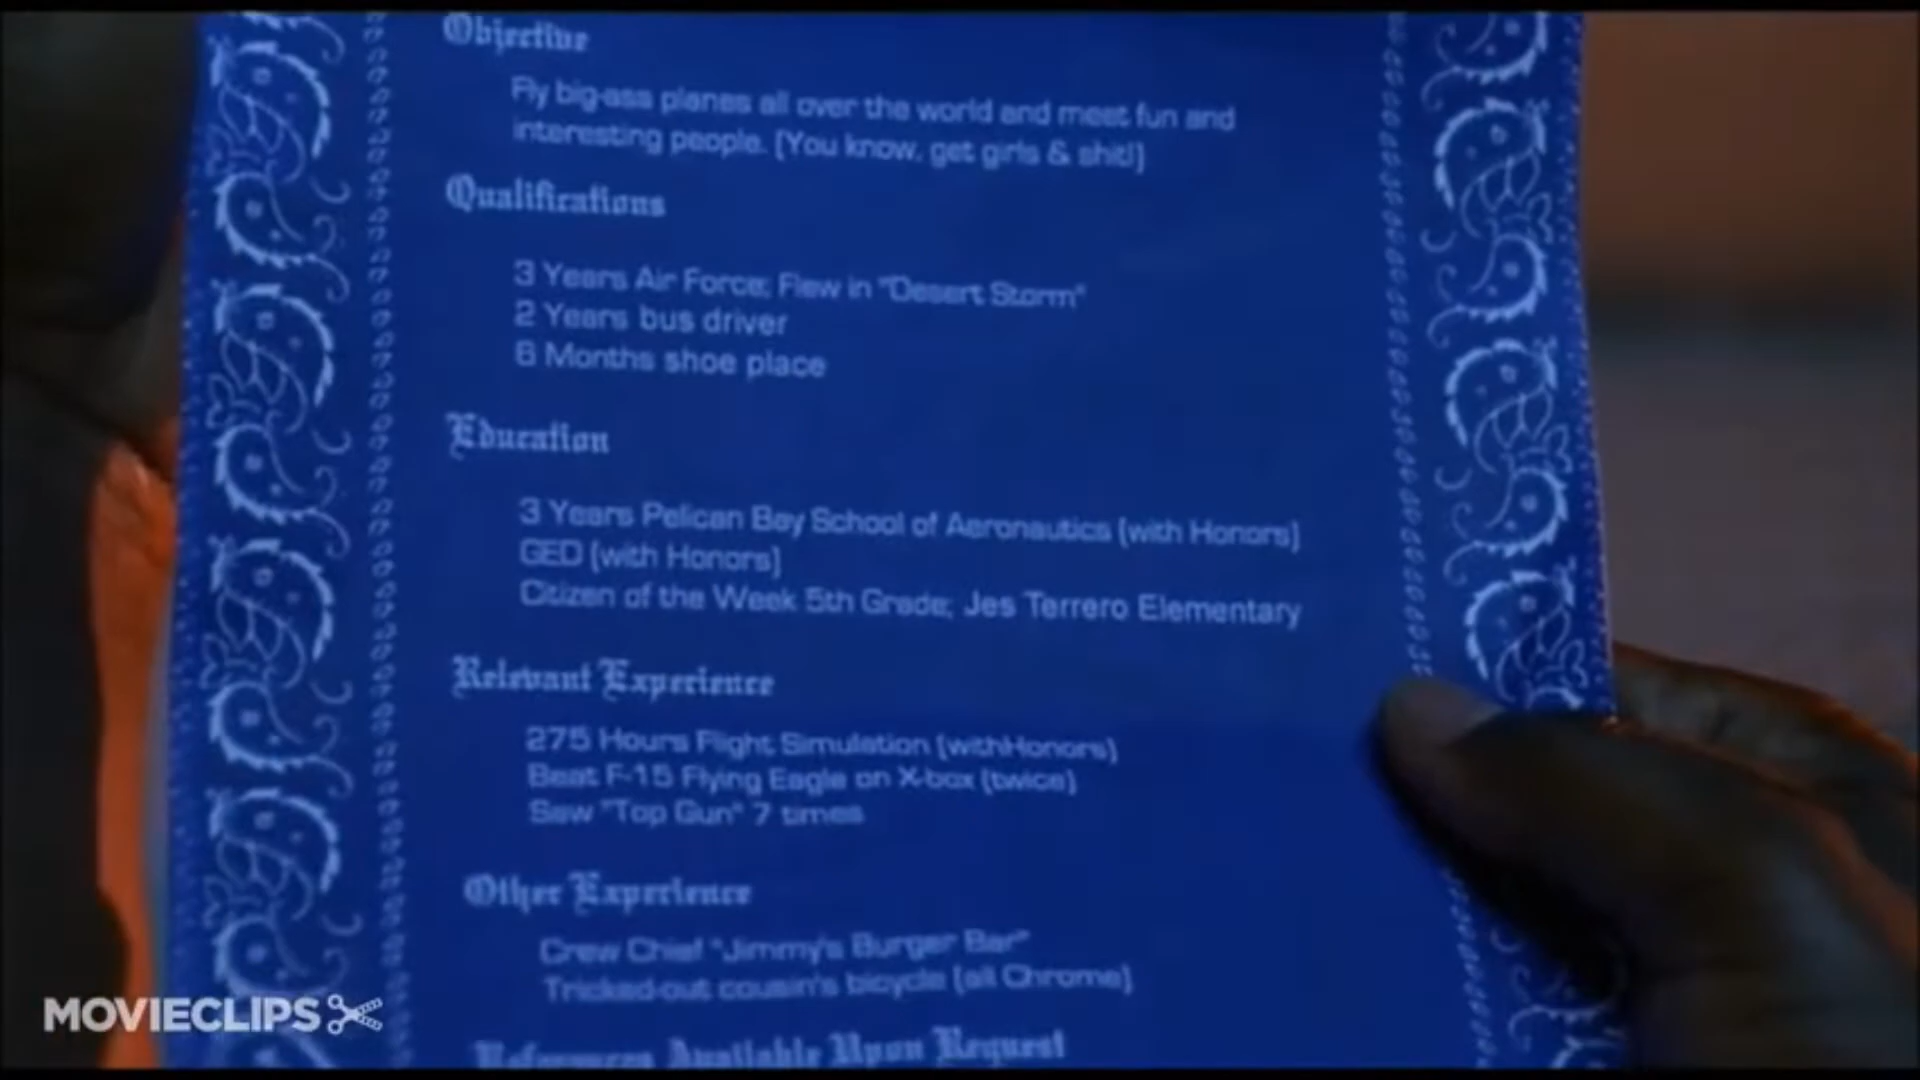 Objective
Fly big-ass planes all over the world and meet fun and
interesting people. (You know, get girls & shit!)
Qualifications
3 Years Air Force; Flew in "Desert Storm"
2 Years bus driver
6 Months shoe place
Education
3 Years Pelican Bay School of Aeronautics (with Honors)
GED (with Honors)
Citizen of the Week 5th Grade; Jes Terrero Elementary
Relevant Experience
275 Hours Flight Simulation (withHonors)
Beat F-15 Flying Eagle on X-box (twice)
Saw "Top Gun" 7 times
Other Experience
Crew Chief "Jimmy's Burger Bar"
Tricked-out cousin's bicycle (all Chrome)
References Available Upon Request
MOVIECLIPS